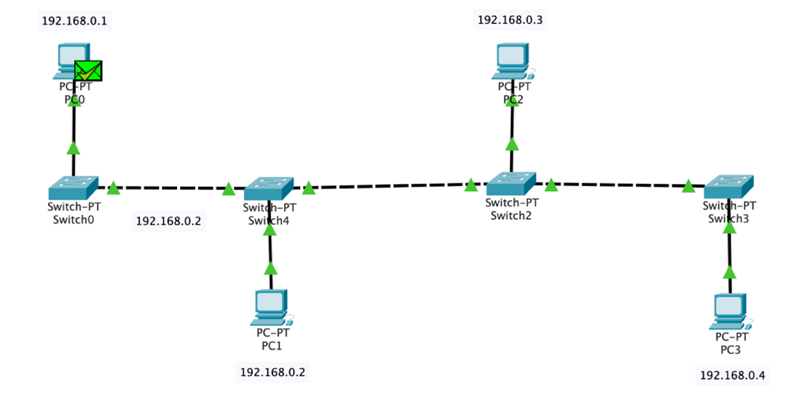 192.168.0.1
PC-PT
PC0
192.168.0.3
PC-PT
PC2
Switch-PT
Switch0
192.168.0.2
Switch-PT
Switch4
Switch-PT
Switch2
Switch-PT
Switch3
PC-PT
PC1
192.168.0.2
PC-PT
PC3
192.168.0.4